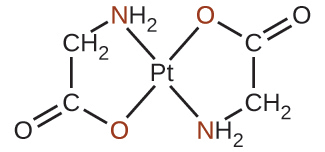 NH₂ O O
CH₂ C
Pt
C CH₂
O O NH₂